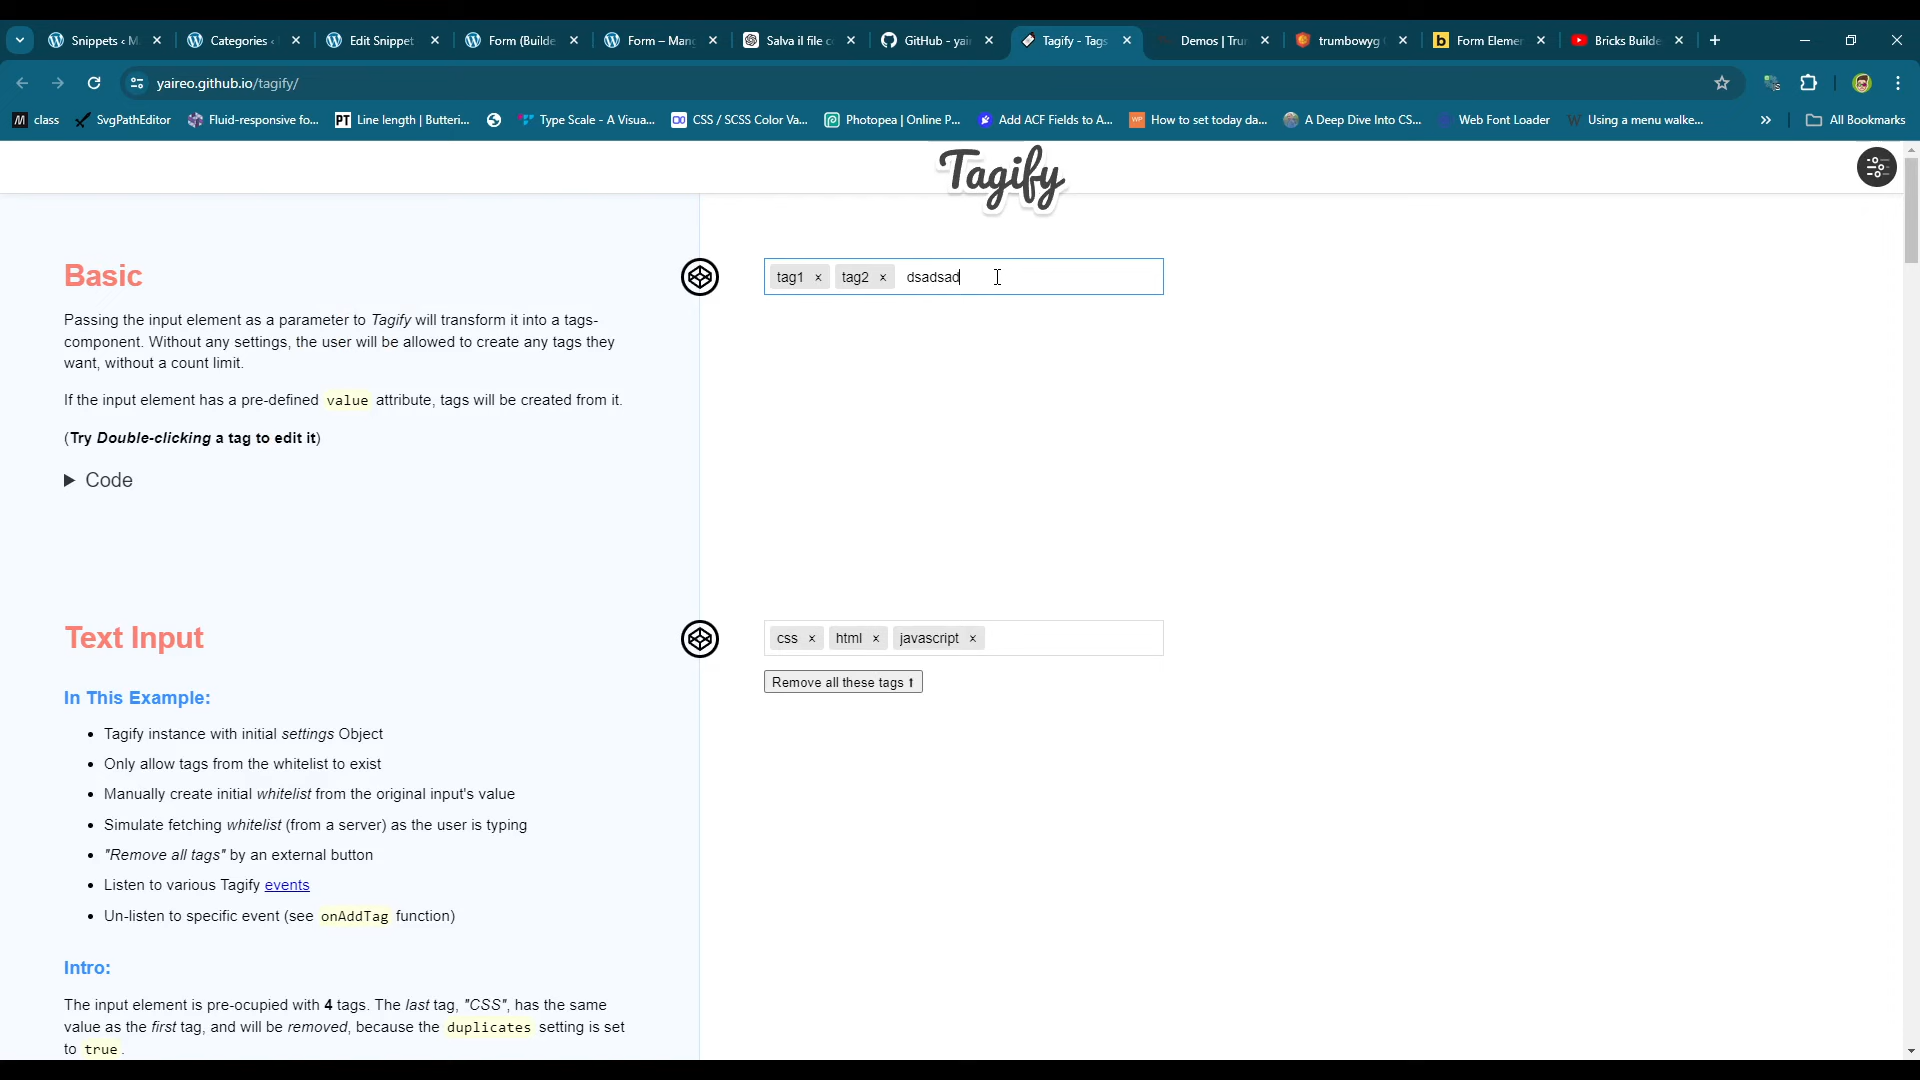 Snippets ‹ M
Categories ‹
Edit Snippet
Form (Builde
Form – Mang
Salva il file c
GitHub - yai
Tagify - Tags
Demos | Tru
trumbowyg
Form Elemen
Bricks Builde
yaireo.github.io/tagify/
class
SvgPathEditor
Fluid-responsive fo...
PT Line length | Butteri...
Type Scale - A Visua...
CSS / SCSS Color Va...
Photopea | Online P...
Add ACF Fields to A...
How to set today da...
A Deep Dive Into CS...
Web Font Loader
Using a menu walke...
»
All Bookmarks
Tagify
Basic
tag1 × tag2 × dsadsad
Passing the input element as a parameter to Tagify will transform it into a tags-
component. Without any settings, the user will be allowed to create any tags they
want, without a count limit.
If the input element has a pre-defined value attribute, tags will be created from it.
(Try Double-clicking a tag to edit it)
Code
Text Input
css × html × javascript ×
Remove all these tags ⬆
In This Example:
Tagify instance with initial settings Object
Only allow tags from the whitelist to exist
Manually create initial whitelist from the original input's value
Simulate fetching whitelist (from a server) as the user is typing
"Remove all tags" by an external button
Listen to various Tagify events
Un-listen to specific event (see onAddTag function)
Intro:
The input element is pre-ocupied with 4 tags. The last tag, "CSS", has the same
value as the first tag, and will be removed, because the duplicates setting is set
to true.